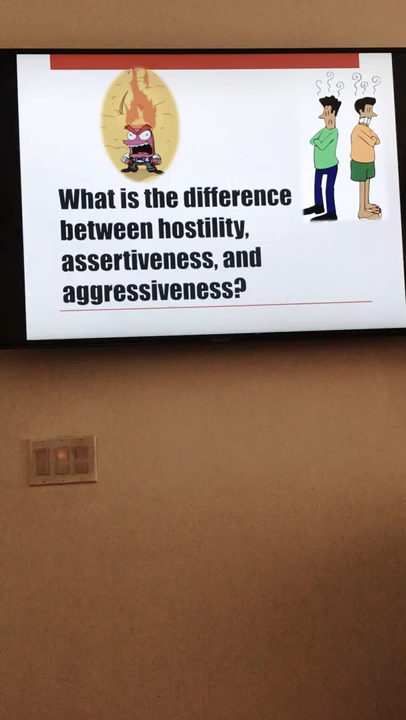 What is the difference
between hostility,
assertiveness, and
aggressiveness?